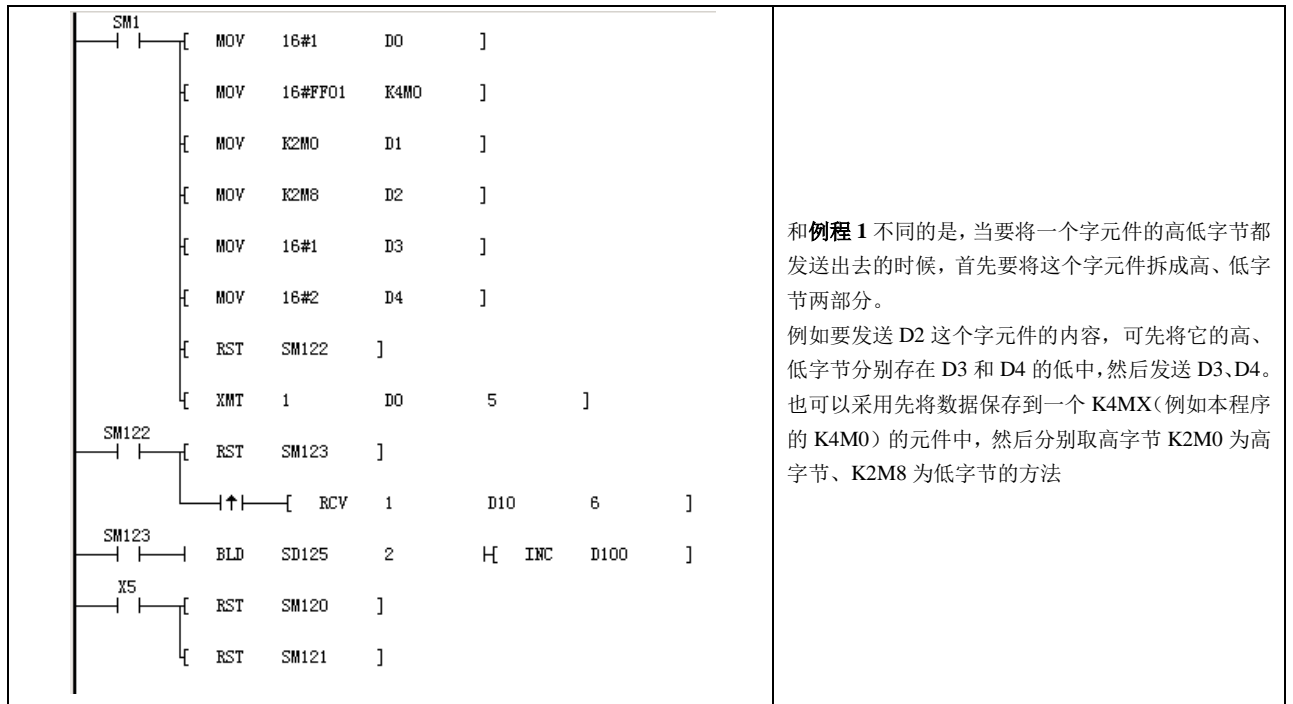 SM1
MOV 16#1 D0 ]
MOV 16#FF01 K4M0 ]
MOV K2M0 D1 ]
MOV K2M8 D2 ]
MOV 16#1 D3 ]
MOV 16#2 D4 ]
RST SM122 ]
XMT 1 D0 5 ]
SM122
RST SM123 ]
RCV 1 D10 6 ]
SM123
BLD SD125 2 INC D100 ]
X5
RST SM120 ]
RST SM121 ]
和例程 1 不同的是，当要将一个字元件的高低字节都
发送出去的时候，首先要将这个字元件拆成高、低字
节两部分。
例如要发送 D2 这个字元件的内容，可先将它的高、
低字节分别存在 D3 和 D4 的低中，然后发送 D3、D4。
也可以采用先将数据保存到一个 K4MX（例如本程序
的 K4M0）的元件中，然后分别取高字节 K2M0 为高
字节、K2M8 为低字节的方法